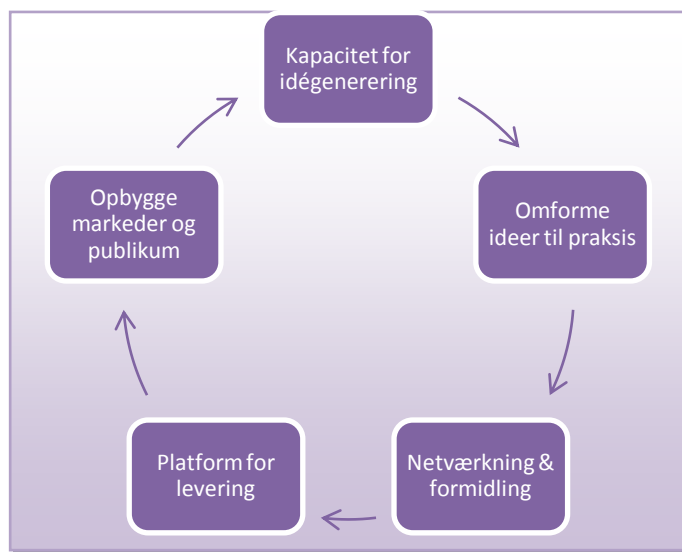 Kapacitet for
idégenerering
Omforme
ideer til praksis
Netværkning &
formidling
Platform for
levering
Opbygge
markeder og
publikum